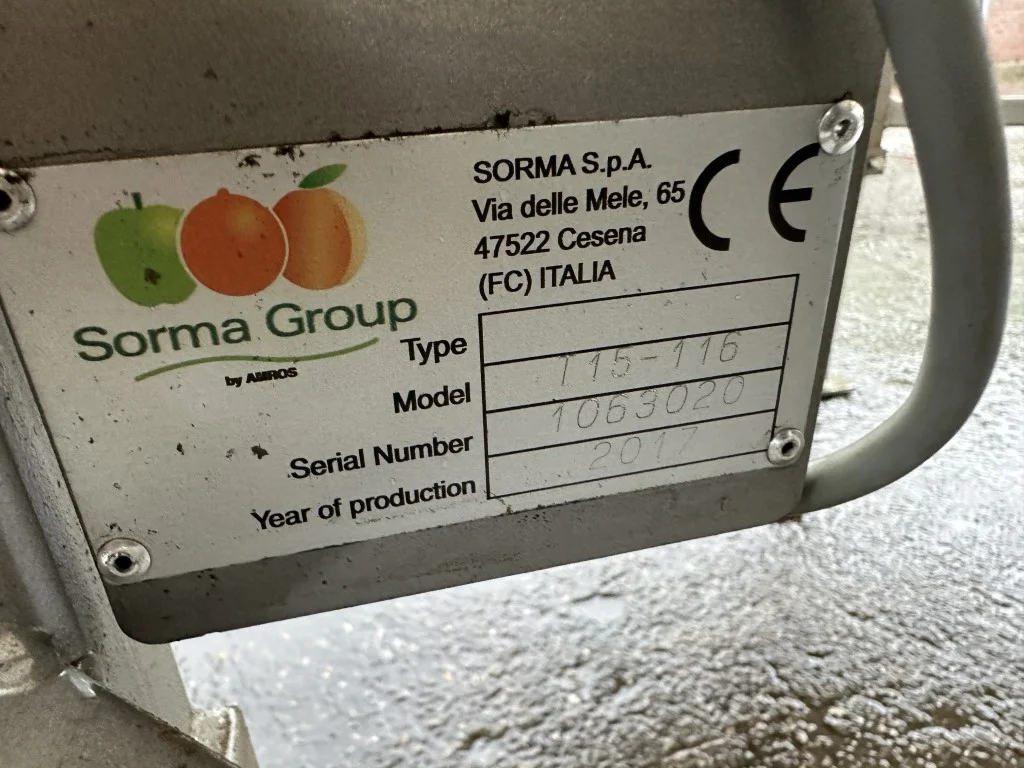 SORMA S.p.A.
Via delle Mele, 65
47522 Cesena
(FC) ITALIA
CE
Sorma Group
by AMROS
Type
Model T15-116
Serial Number 1063020
Year of production 2017